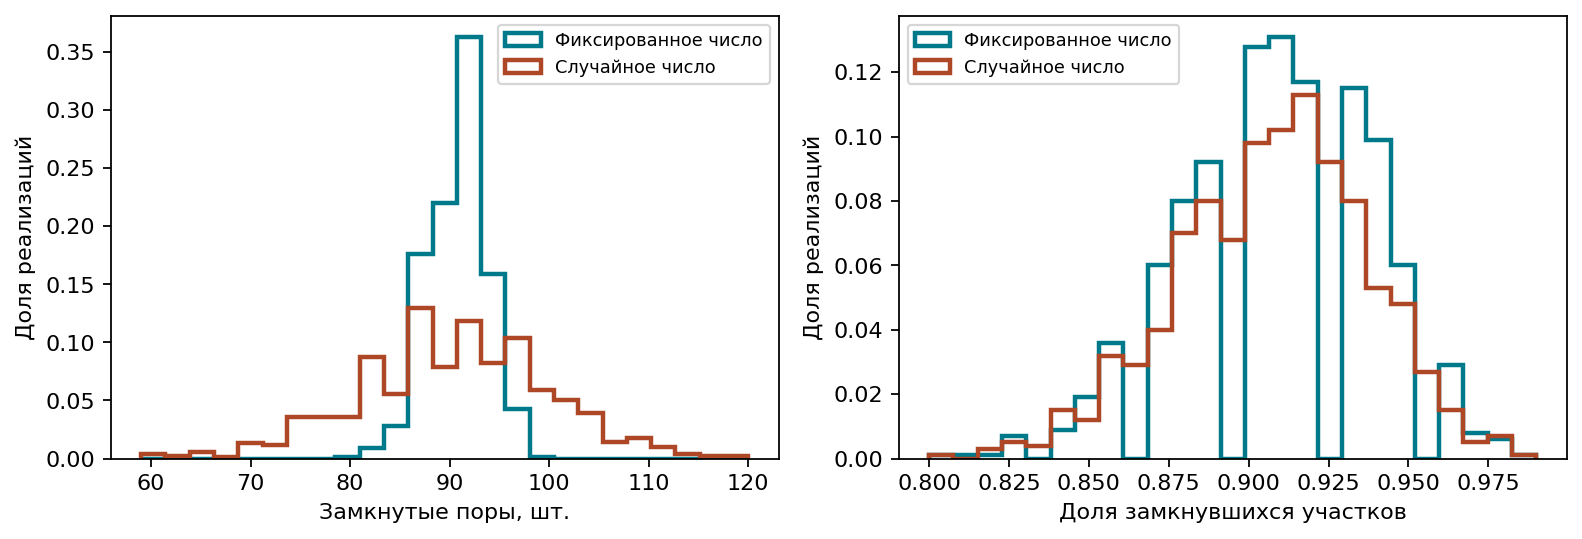 Доля реализаций
0.35
0.30
0.25
0.20
0.15
0.10
0.05
0.00
Фиксированное число
Случайное число
60 70 80 90 100 110 120
Замкнутые поры, шт.
Доля реализаций
0.12
0.10
0.08
0.06
0.04
0.02
0.00
Фиксированное число
Случайное число
0.800 0.825 0.850 0.875 0.900 0.925 0.950 0.975
Доля замкнувшихся участков